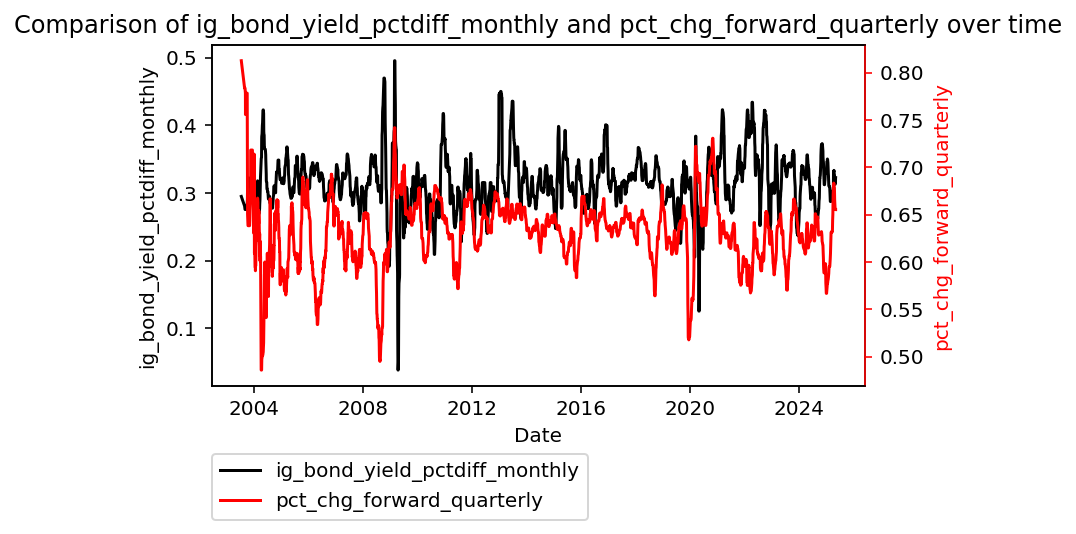 Comparison of ig_bond_yield_pctdiff_monthly and pct_chg_forward_quarterly over time
ig_bond_yield_pctdiff_monthly
0.5
0.4
0.3
0.2
0.1
0.80
0.75
0.70
0.65
0.60
0.55
0.50
pct_chg_forward_quarterly
2004 2008 2012 2016 2020 2024
Date
ig_bond_yield_pctdiff_monthly
pct_chg_forward_quarterly